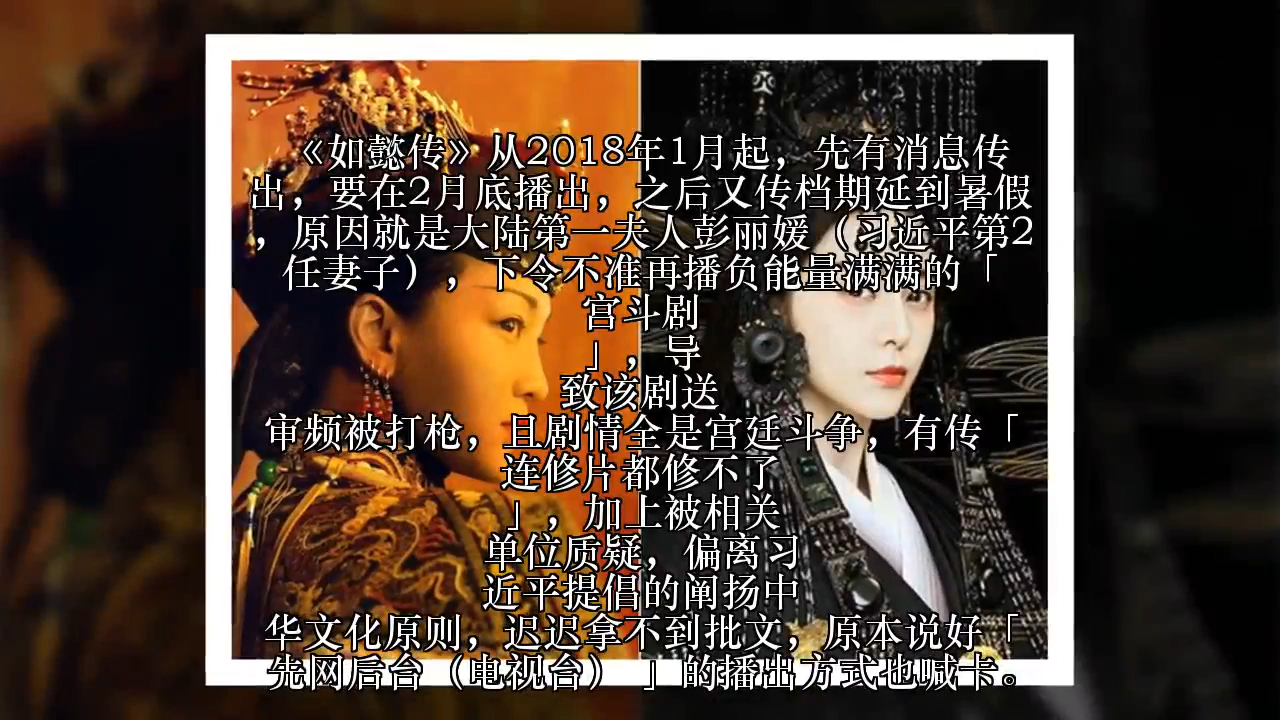 《如懿传》从2018年1月起，先有消息传
出，要在2月底播出，之后又传档期延到暑假
，原因就是大陆第一夫人彭丽媛（习近平第2
任妻子），下令不准再播负能量满满的「
宫斗剧
」，导
致该剧送
审频被打枪，且剧情全是宫廷斗争，有传「
连修片都修不了
」，加上被相关
单位质疑，偏离习
近平提倡的阐扬中
华文化原则，迟迟拿不到批文，原本说好「
先网后台（电视台）」的播出方式也喊卡。